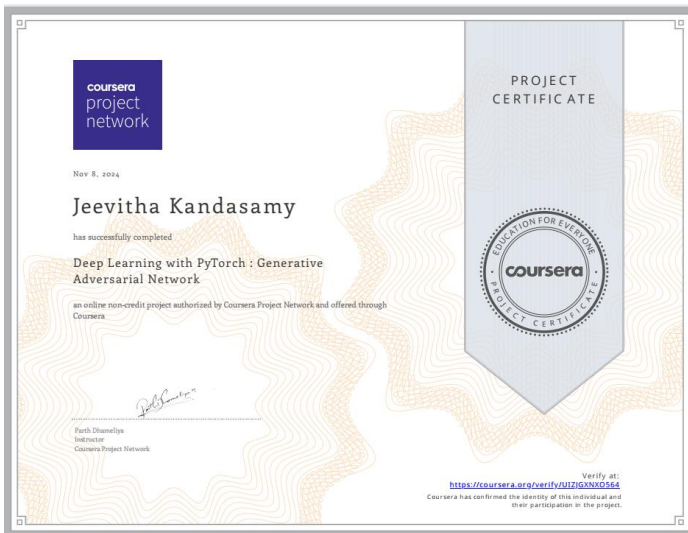 coursera
project
network
PROJECT
CERTIFICATE
Nov 8, 2024
Jeevitha Kandasamy
has successfully completed
Deep Learning with PyTorch : Generative
Adversarial Network
an online non-credit project authorized by Coursera Project Network and offered through
Coursera
EDUCATION FOR EVERYONE
coursera
PROJECT CERTIFICATE
Parth Dhameliya
Instructor
Coursera Project Network
Verify at:
https://coursera.org/verify/UIZJGXNXO564
Coursera has confirmed the identity of this individual and
their participation in the project.